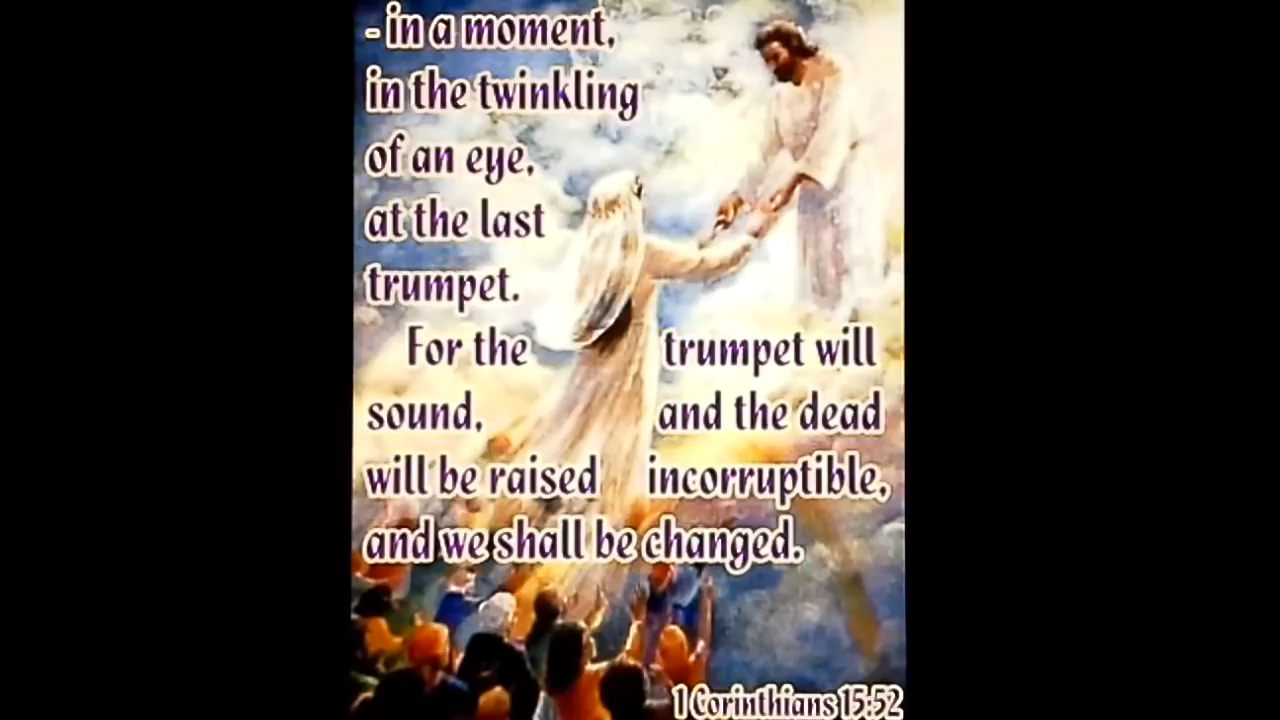 - in a moment,
in the twinkling
of an eye,
at the last
trumpet.
For the trumpet will
sound, and the dead
will be raised incorruptible,
and we shall be changed.
1 Corinthians 15:52